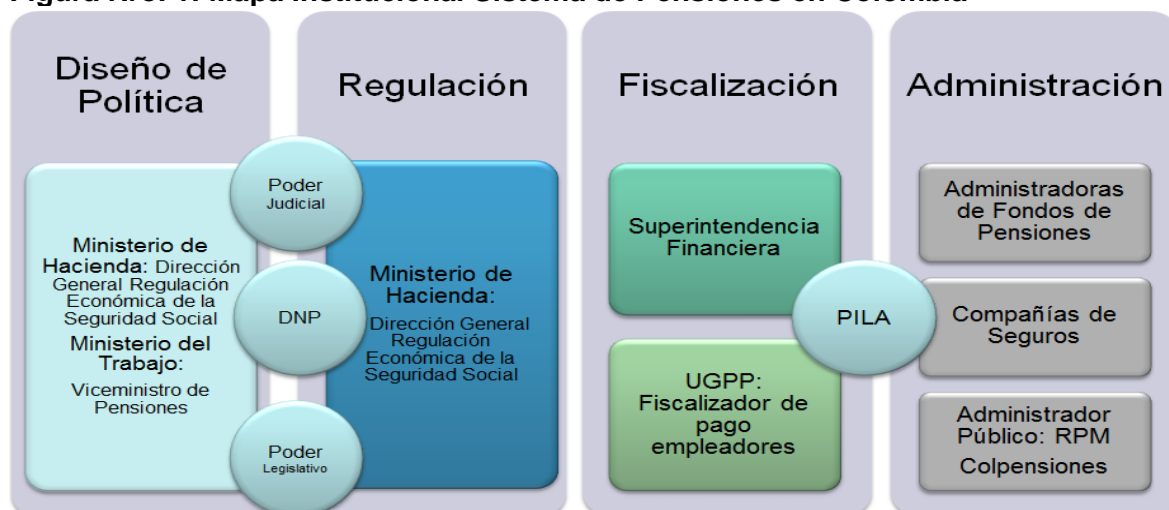 Figura Nro. 1. Mapa Institucional Sistema de Pensiones en Colombia
Diseño de
Política
Poder
Judicial
Ministerio de
Hacienda: Dirección
General Regulación
Económica de la
Seguridad Social
Ministerio del
Trabajo:
Viceministro de
Pensiones
DNP
Poder
Legislativo
Regulación
Ministerio de
Hacienda:
Dirección General
Regulación
Económica de la
Seguridad Social
Fiscalización
Superintendencia
Financiera
UGPP:
Fiscalizador de
pago
empleadores
PILA
Administración
Administradoras
de Fondos de
Pensiones
Compañías de
Seguros
Administrador
Público: RPM
Colpensiones